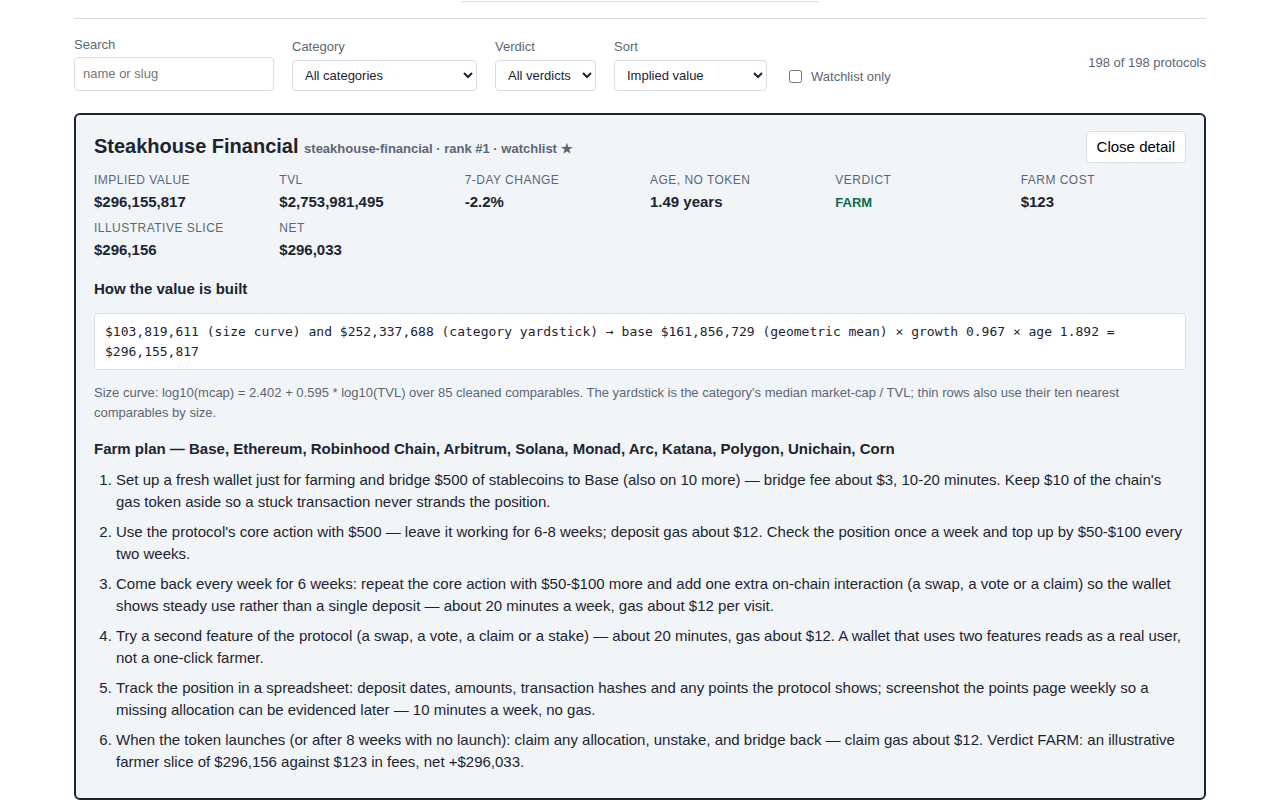 Search
Category
Verdict
Sort
name or slug
All categories
All verdicts
Implied value
Watchlist only
198 of 198 protocols
Steakhouse Financial steakhouse-financial · rank #1 · watchlist ★
Close detail
IMPLIED VALUE
$296,155,817
TVL
$2,753,981,495
7-DAY CHANGE
-2.2%
AGE, NO TOKEN
1.49 years
VERDICT
FARM
FARM COST
$123
ILLUSTRATIVE SLICE
$296,156
NET
$296,033
How the value is built
$103,819,611 (size curve) and $252,337,688 (category yardstick) → base $161,856,729 (geometric mean) × growth 0.967 × age 1.892 =
$296,155,817
Size curve: log10(mcap) = 2.402 + 0.595 * log10(TVL) over 85 cleaned comparables. The yardstick is the category's median market-cap / TVL; thin rows also use their ten nearest
comparables by size.
Farm plan — Base, Ethereum, Robinhood Chain, Arbitrum, Solana, Monad, Arc, Katana, Polygon, Unichain, Corn
1. Set up a fresh wallet just for farming and bridge $500 of stablecoins to Base (also on 10 more) — bridge fee about $3, 10-20 minutes. Keep $10 of the chain's
gas token aside so a stuck transaction never strands the position.
2. Use the protocol's core action with $500 — leave it working for 6-8 weeks; deposit gas about $12. Check the position once a week and top up by $50-$100 every
two weeks.
3. Come back every week for 6 weeks: repeat the core action with $50-$100 more and add one extra on-chain interaction (a swap, a vote or a claim) so the wallet
shows steady use rather than a single deposit — about 20 minutes a week, gas about $12 per visit.
4. Try a second feature of the protocol (a swap, a vote, a claim or a stake) — about 20 minutes, gas about $12. A wallet that uses two features reads as a real user,
not a one-click farmer.
5. Track the position in a spreadsheet: deposit dates, amounts, transaction hashes and any points the protocol shows; screenshot the points page weekly so a
missing allocation can be evidenced later — 10 minutes a week, no gas.
6. When the token launches (or after 8 weeks with no launch): claim any allocation, unstake, and bridge back — claim gas about $12. Verdict FARM: an illustrative
farmer slice of $296,156 against $123 in fees, net +$296,033.